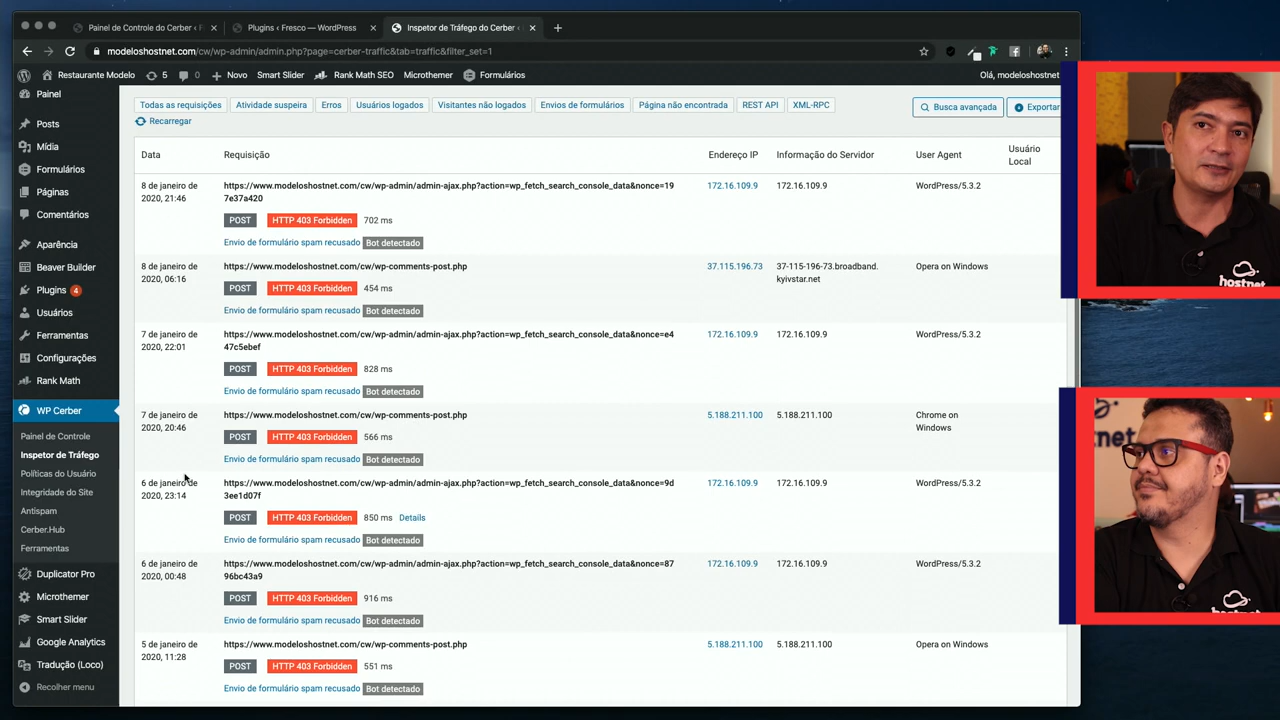 Painel de Controle do Cerber ‹ F
Plugins ‹ Fresco — WordPress
Inspetor de Tráfego do Cerber ‹
modeloshostnet.com/cw/wp-admin/admin.php?page=cerber-traffic&tab=traffic&filter_set=1
Restaurante Modelo
5
0
Novo
Smart Slider
Rank Math SEO
Microthemer
Formulários
Olá, modeloshostnet
Painel
Posts
Mídia
Formulários
Páginas
Comentários
Aparência
Beaver Builder
Plugins 4
Usuários
Ferramentas
Configurações
Rank Math
WP Cerber
Painel de Controle
Inspetor de Tráfego
Políticas do Usuário
Integridade do Site
Antispam
Cerber.Hub
Ferramentas
Duplicator Pro
Microthemer
Smart Slider
Google Analytics
Tradução (Loco)
Recolher menu
Todas as requisições
Atividade suspeita
Erros
Usuários logados
Visitantes não logados
Envios de formulários
Página não encontrada
REST API
XML-RPC
Busca avançada
Exportar
Recarregar
Data
Requisição
Endereço IP
Informação do Servidor
User Agent
Usuário
Local
8 de janeiro de
2020, 21:46
https://www.modeloshostnet.com/cw/wp-admin/admin-ajax.php?action=wp_fetch_search_console_data&nonce=19
7e37a420
POST HTTP 403 Forbidden 702 ms
Envio de formulário spam recusado Bot detectado
172.16.109.9
172.16.109.9
WordPress/5.3.2
8 de janeiro de
2020, 06:16
https://www.modeloshostnet.com/cw/wp-comments-post.php
POST HTTP 403 Forbidden 454 ms
Envio de formulário spam recusado Bot detectado
37.115.196.73
37-115-196-73.broadband.
kyivstar.net
Opera on Windows
7 de janeiro de
2020, 22:01
https://www.modeloshostnet.com/cw/wp-admin/admin-ajax.php?action=wp_fetch_search_console_data&nonce=e4
47c5ebef
POST HTTP 403 Forbidden 828 ms
Envio de formulário spam recusado Bot detectado
172.16.109.9
172.16.109.9
WordPress/5.3.2
7 de janeiro de
2020, 20:46
https://www.modeloshostnet.com/cw/wp-comments-post.php
POST HTTP 403 Forbidden 566 ms
Envio de formulário spam recusado Bot detectado
5.188.211.100
5.188.211.100
Chrome on
Windows
6 de janeiro de
2020, 23:14
https://www.modeloshostnet.com/cw/wp-admin/admin-ajax.php?action=wp_fetch_search_console_data&nonce=9d
3ee1d07f
POST HTTP 403 Forbidden 850 ms Details
Envio de formulário spam recusado Bot detectado
172.16.109.9
172.16.109.9
WordPress/5.3.2
6 de janeiro de
2020, 00:48
https://www.modeloshostnet.com/cw/wp-admin/admin-ajax.php?action=wp_fetch_search_console_data&nonce=87
96bc43a9
POST HTTP 403 Forbidden 916 ms
Envio de formulário spam recusado Bot detectado
172.16.109.9
172.16.109.9
WordPress/5.3.2
5 de janeiro de
2020, 11:28
https://www.modeloshostnet.com/cw/wp-comments-post.php
POST HTTP 403 Forbidden 551 ms
Envio de formulário spam recusado Bot detectado
5.188.211.100
5.188.211.100
Opera on Windows
hostnet
tnet
hostnet